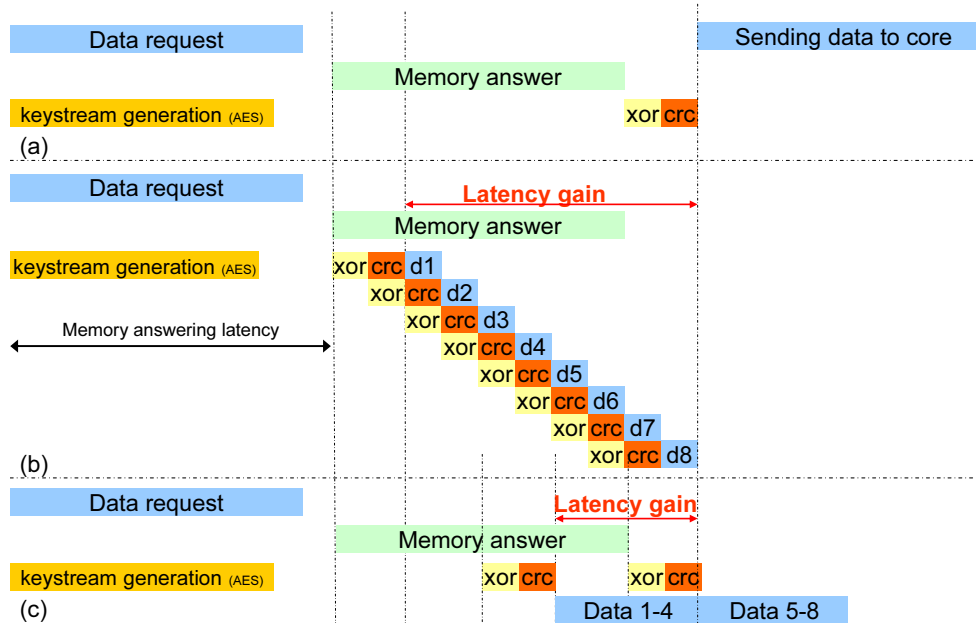 Data request
Sending data to core
Memory answer
keystream generation (AES)
xor crc
(a)
Data request
Latency gain
Memory answer
keystream generation (AES)
xor crc d1
xor crc d2
Memory answering latency
xor crc d3
xor crc d4
xor crc d5
xor crc d6
xor crc d7
xor crc d8
(b)
Data request
Latency gain
Memory answer
keystream generation (AES)
xor crc
xor crc
(c)
Data 1-4
Data 5-8